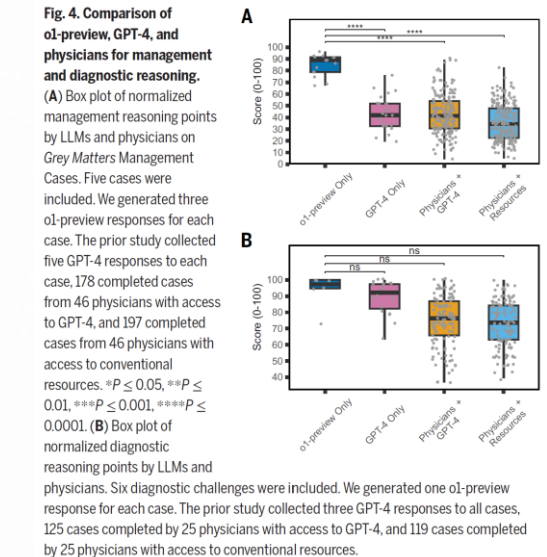 Fig. 4. Comparison of
o1-preview, GPT-4, and
physicians for management
and diagnostic reasoning.
(A) Box plot of normalized
management reasoning points
by LLMs and physicians on
Grey Matters Management
Cases. Five cases were
included. We generated three
o1-preview responses for each
case. The prior study collected
five GPT-4 responses to each
case, 178 completed cases
from 46 physicians with access
to GPT-4, and 197 completed
cases from 46 physicians with
access to conventional
resources. *P ≤ 0.05, **P ≤
0.01, ***P ≤ 0.001, ****P ≤
0.0001. (B) Box plot of
normalized diagnostic
reasoning points by LLMs and
physicians. Six diagnostic challenges were included. We generated one o1-preview
response for each case. The prior study collected three GPT-4 responses to all cases,
125 cases completed by 25 physicians with access to GPT-4, and 119 cases completed
by 25 physicians with access to conventional resources.
A
****
****
****
Score (0-100)
100
90
80
70
60
50
40
30
20
10
0
o1-preview Only
GPT-4 Only
Physicians +
GPT-4
Physicians +
Resources
B
ns
ns
ns
Score (0-100)
100
90
80
70
60
50
40
o1-preview Only
GPT-4 Only
Physicians +
GPT-4
Physicians +
Resources